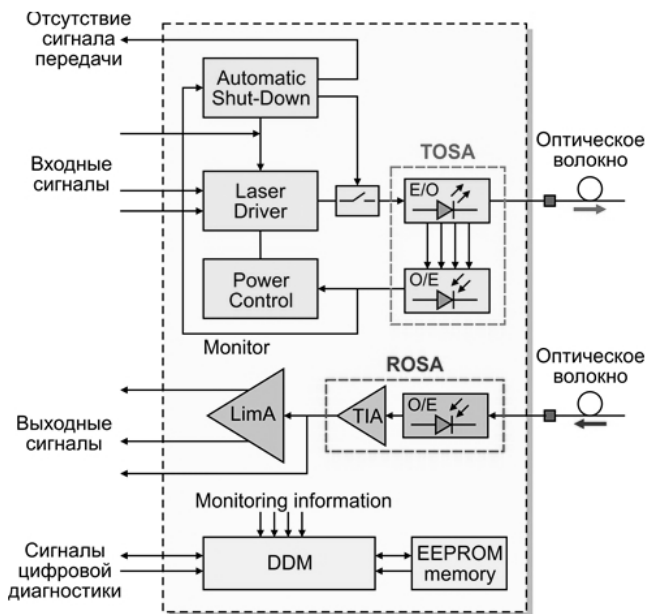 Отсутствие
сигнала
передачи
Automatic
Shut-Down
Входные
сигналы
Laser
Driver
TOSA
E/O
Оптическое
волокно
Power
Control
O/E
Monitor
ROSA
Оптическое
волокно
Выходные
сигналы
LimA
TIA
O/E
Monitoring information
Сигналы
цифровой
диагностики
DDM
EEPROM
memory